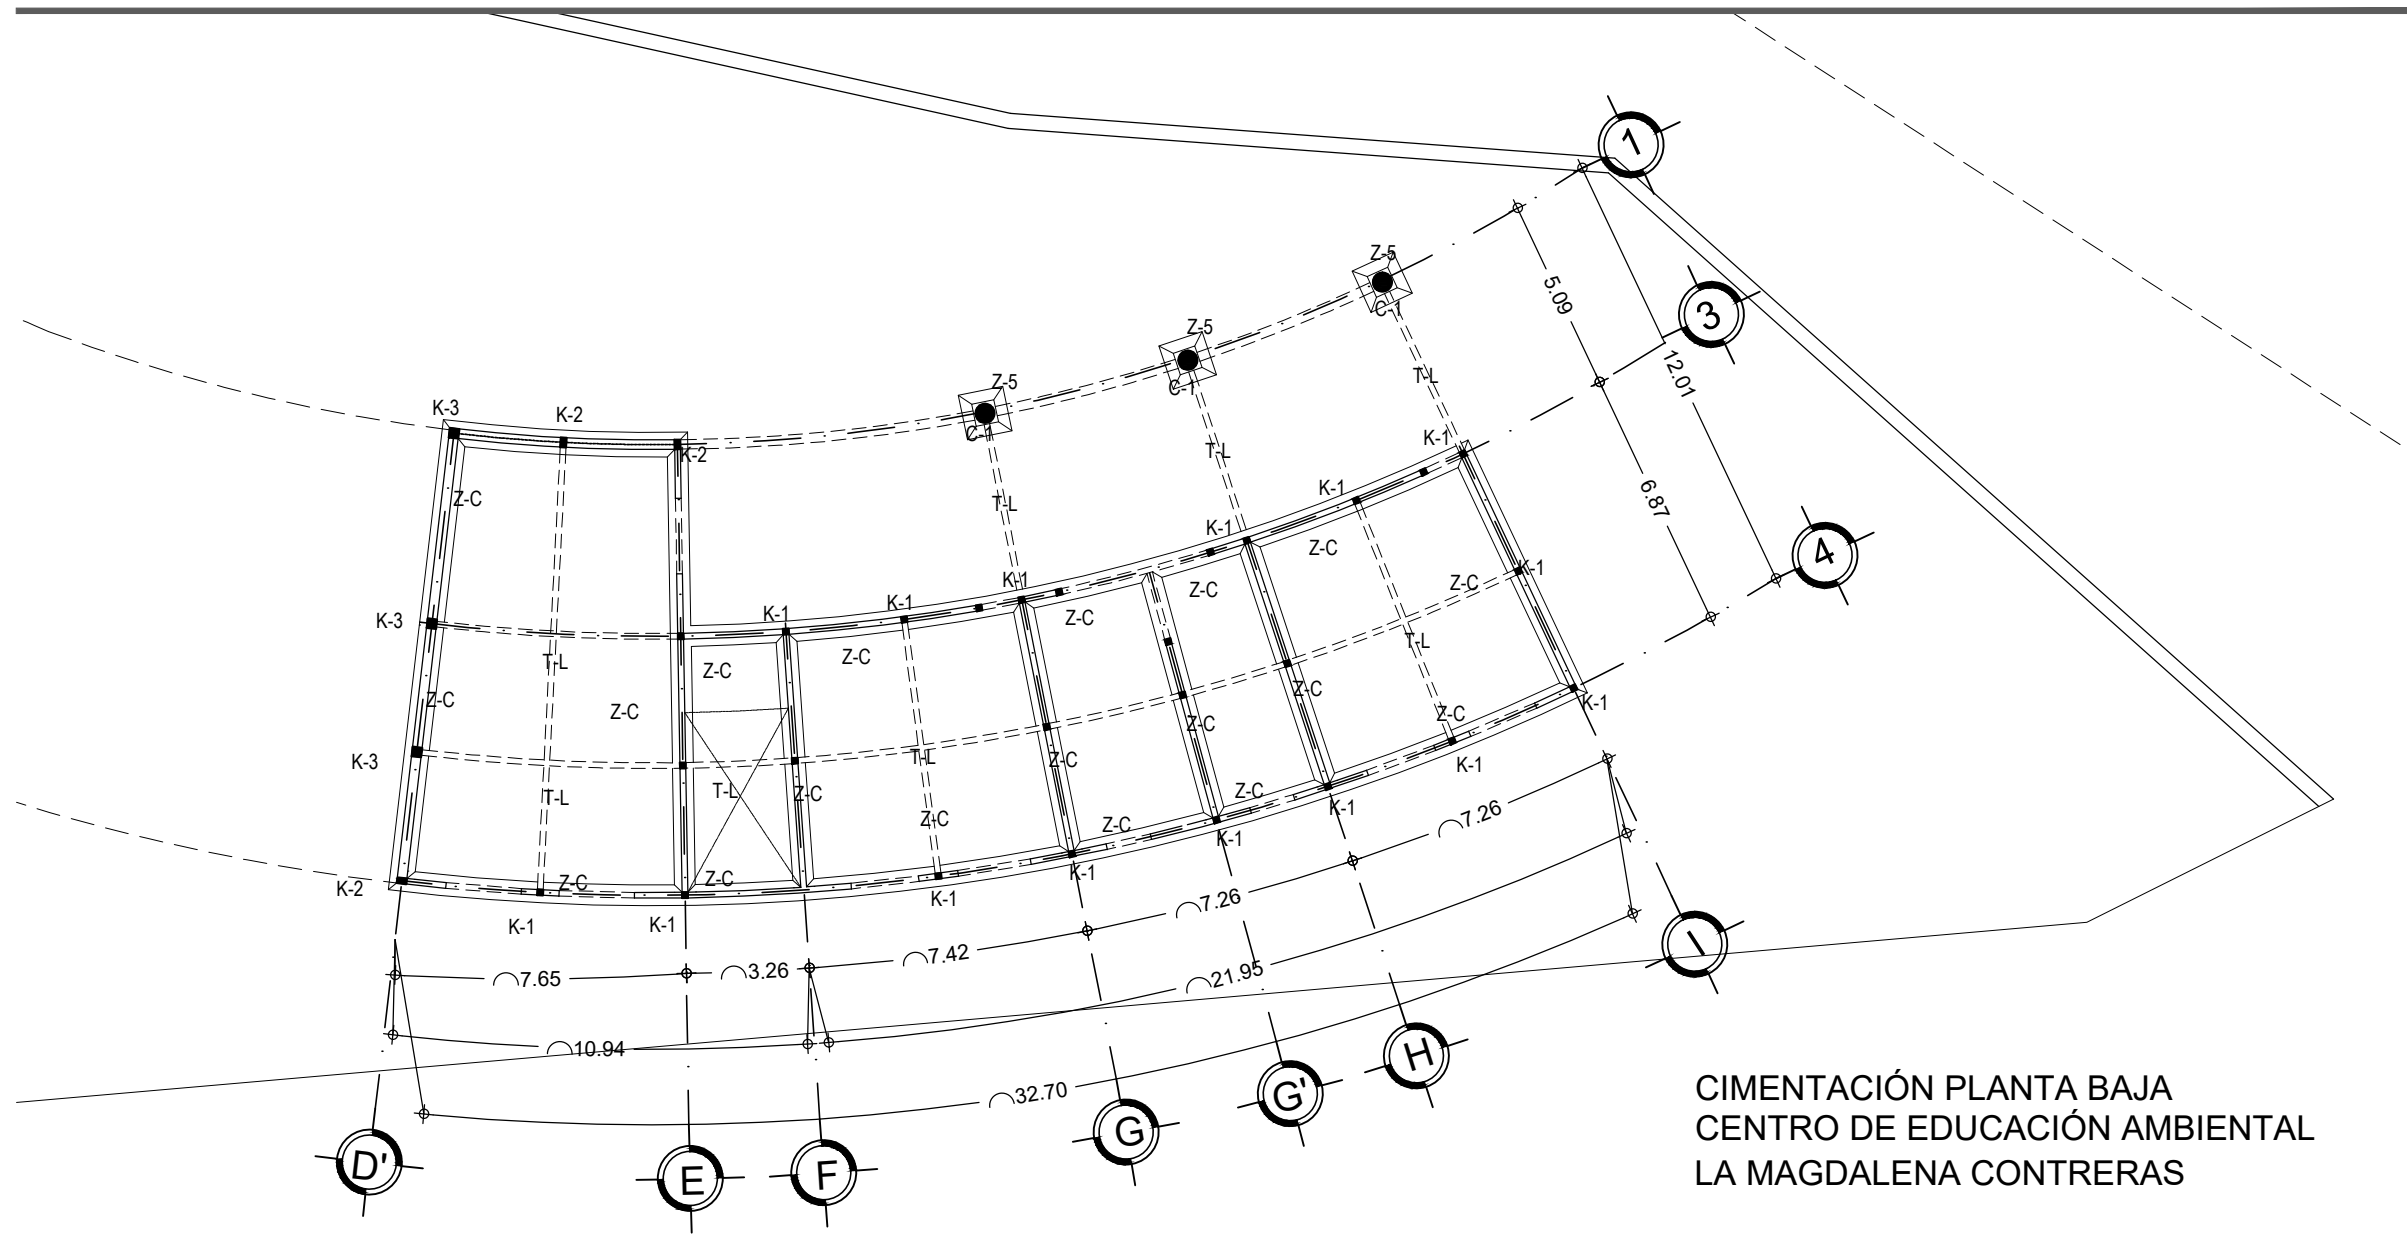 1
Z-5
3
5.09
C-1
Z-5
12.01
T-L
C-1
Z-5
K-3
K-2
C-1
K-1
T-L
K-2
4
Z-C
K-1
6.87
T-L
K-1
Z-C
K-1
K-1
Z-C
Z-C
K-1
K-1
Z-C
K-3
T-L
Z-C
Z-C
T-L
Z-C
Z-C
Z-C
K-1
Z-C
Z-C
Z-C
T-L
K-3
Z-C
K-1
T-L
T-L
Z-C
Z-C
K-1
Z-C
Z-C
K-1
7.26
Z-C
Z-C
K-2
K-1
K-1
7.26
K-1
K-1
7.42
I
7.65
3.26
21.95
10.94
H
32.70
G'
G
D'
E
F
CIMENTACIÓN PLANTA BAJA
CENTRO DE EDUCACIÓN AMBIENTAL
LA MAGDALENA CONTRERAS